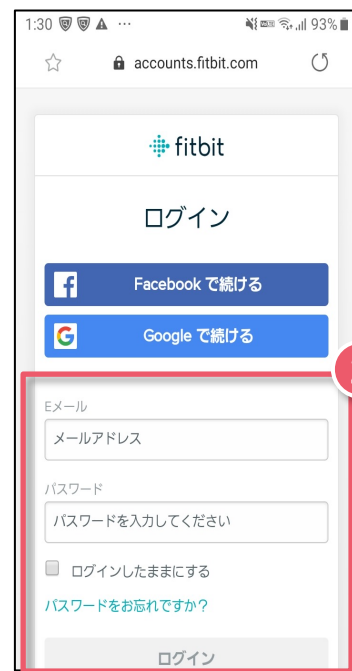 1:30 ... 93%
accounts.fitbit.com
fitbit
ログイン
Facebook で続ける
Google で続ける
Eメール
メールアドレス
パスワード
パスワードを入力してください
ログインしたままにする
パスワードをお忘れですか？
ログイン